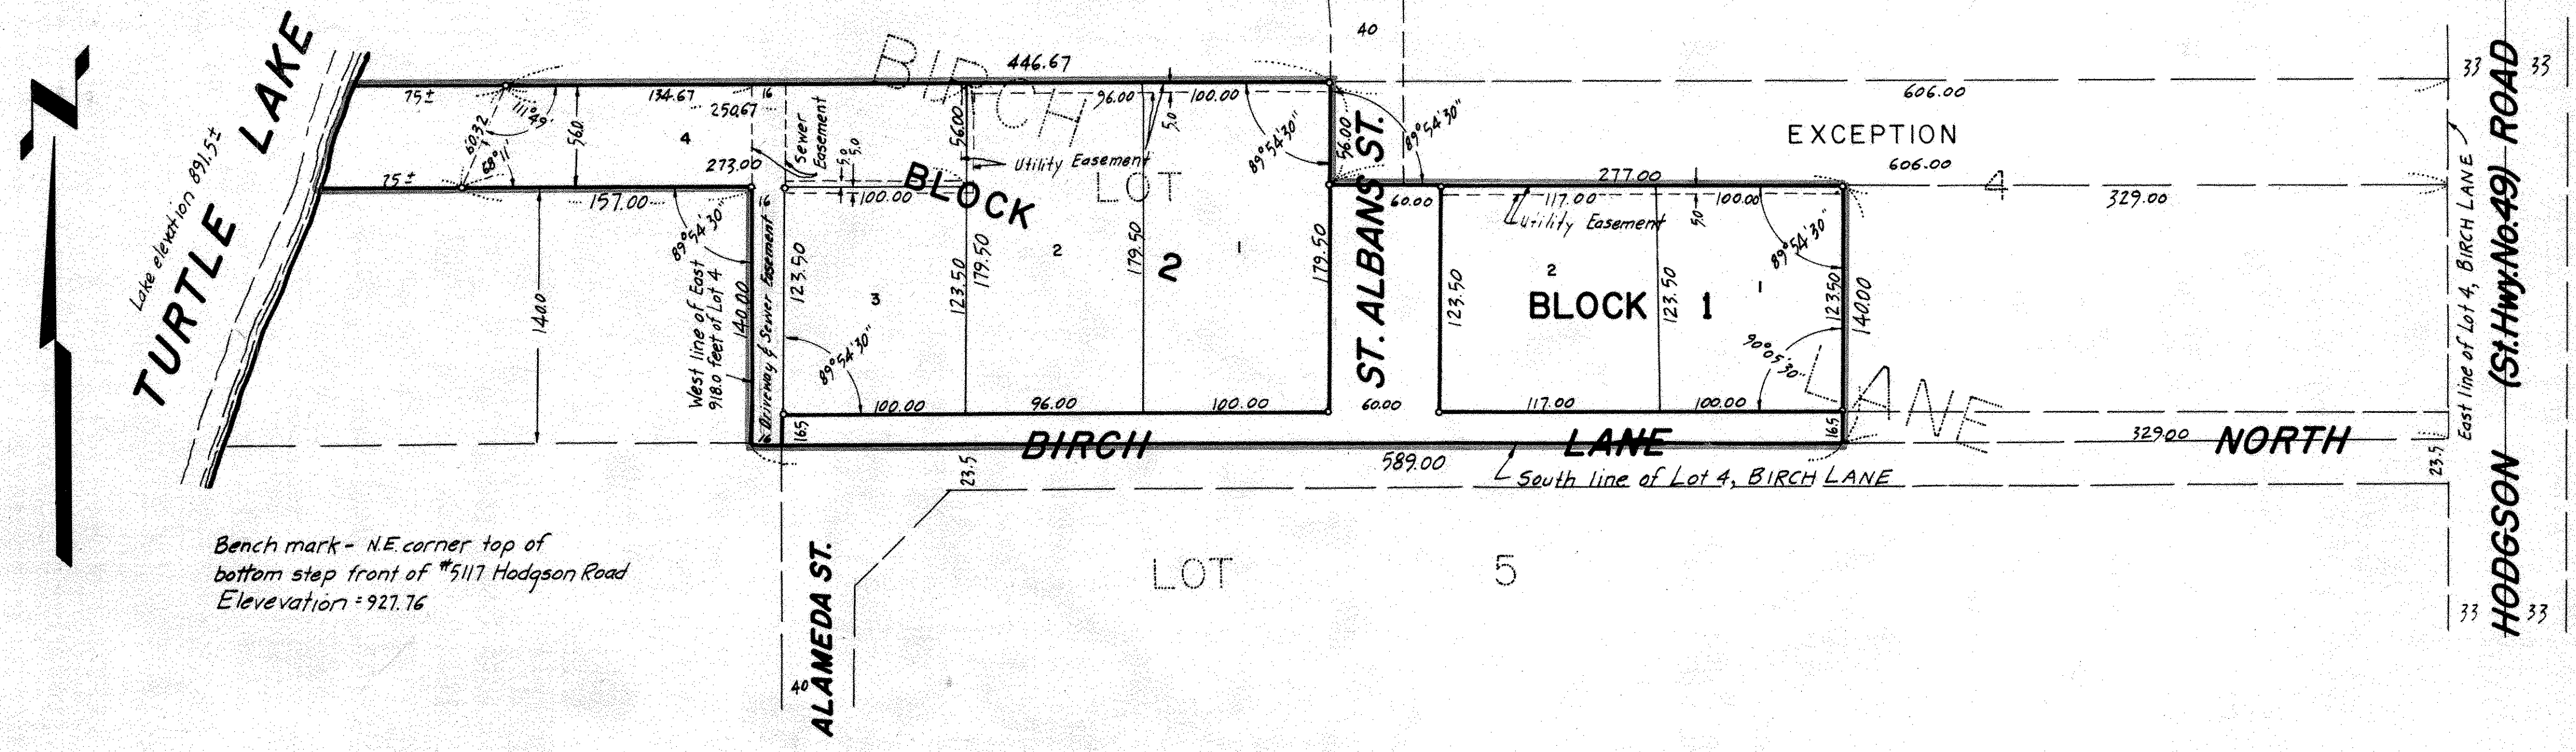 N
TURTLE LAKE
Lake elevation 891.5±
BIRCH
446.67
40
75±
134.67
16
250.67
60.32
111°49'
68°11'
56.0
4
273.00
75±
157.00
Sewer
Easement
5.0
5.0
56.00
96.00
100.00
5.0
Utility Easement
89°54'30"
56.00
89°54'30"
606.00
EXCEPTION
606.00
33
33
BLOCK
LOT
100.00
277.00
60.00
117.00
100.00
5.0
Utility Easement
4
329.00
140.0
89°54'30"
West line of East
918.0 feet of Lot 4
140.00
16
Driveway & Sewer Easement
123.50
3
123.50
179.50
2
179.50
2
1
179.50
ST. ALBANS ST.
123.50
2
BLOCK 1
123.50
1
89°54'30"
123.50
140.00
90°05'30"
89°54'30"
100.00
96.00
100.00
60.00
117.00
100.00
LANE
16.5
16.5
BIRCH LANE NORTH
329.00
23.5
589.00
South line of Lot 4, BIRCH LANE
23.5
East line of Lot 4, BIRCH LANE
HODGSON (St.Hwy.No.49) ROAD
Bench mark - N.E. corner top of
bottom step front of #5117 Hodgson Road
Elevevation = 927.76
LOT 5
33
33
40
ALAMEDA ST.